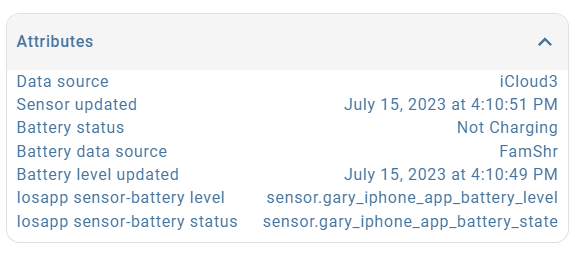 Attributes
Data source iCloud3
Sensor updated July 15, 2023 at 4:10:51 PM
Battery status Not Charging
Battery data source FamShr
Battery level updated July 15, 2023 at 4:10:49 PM
Iosapp sensor-battery level sensor.gary_iphone_app_battery_level
Iosapp sensor-battery status sensor.gary_iphone_app_battery_state